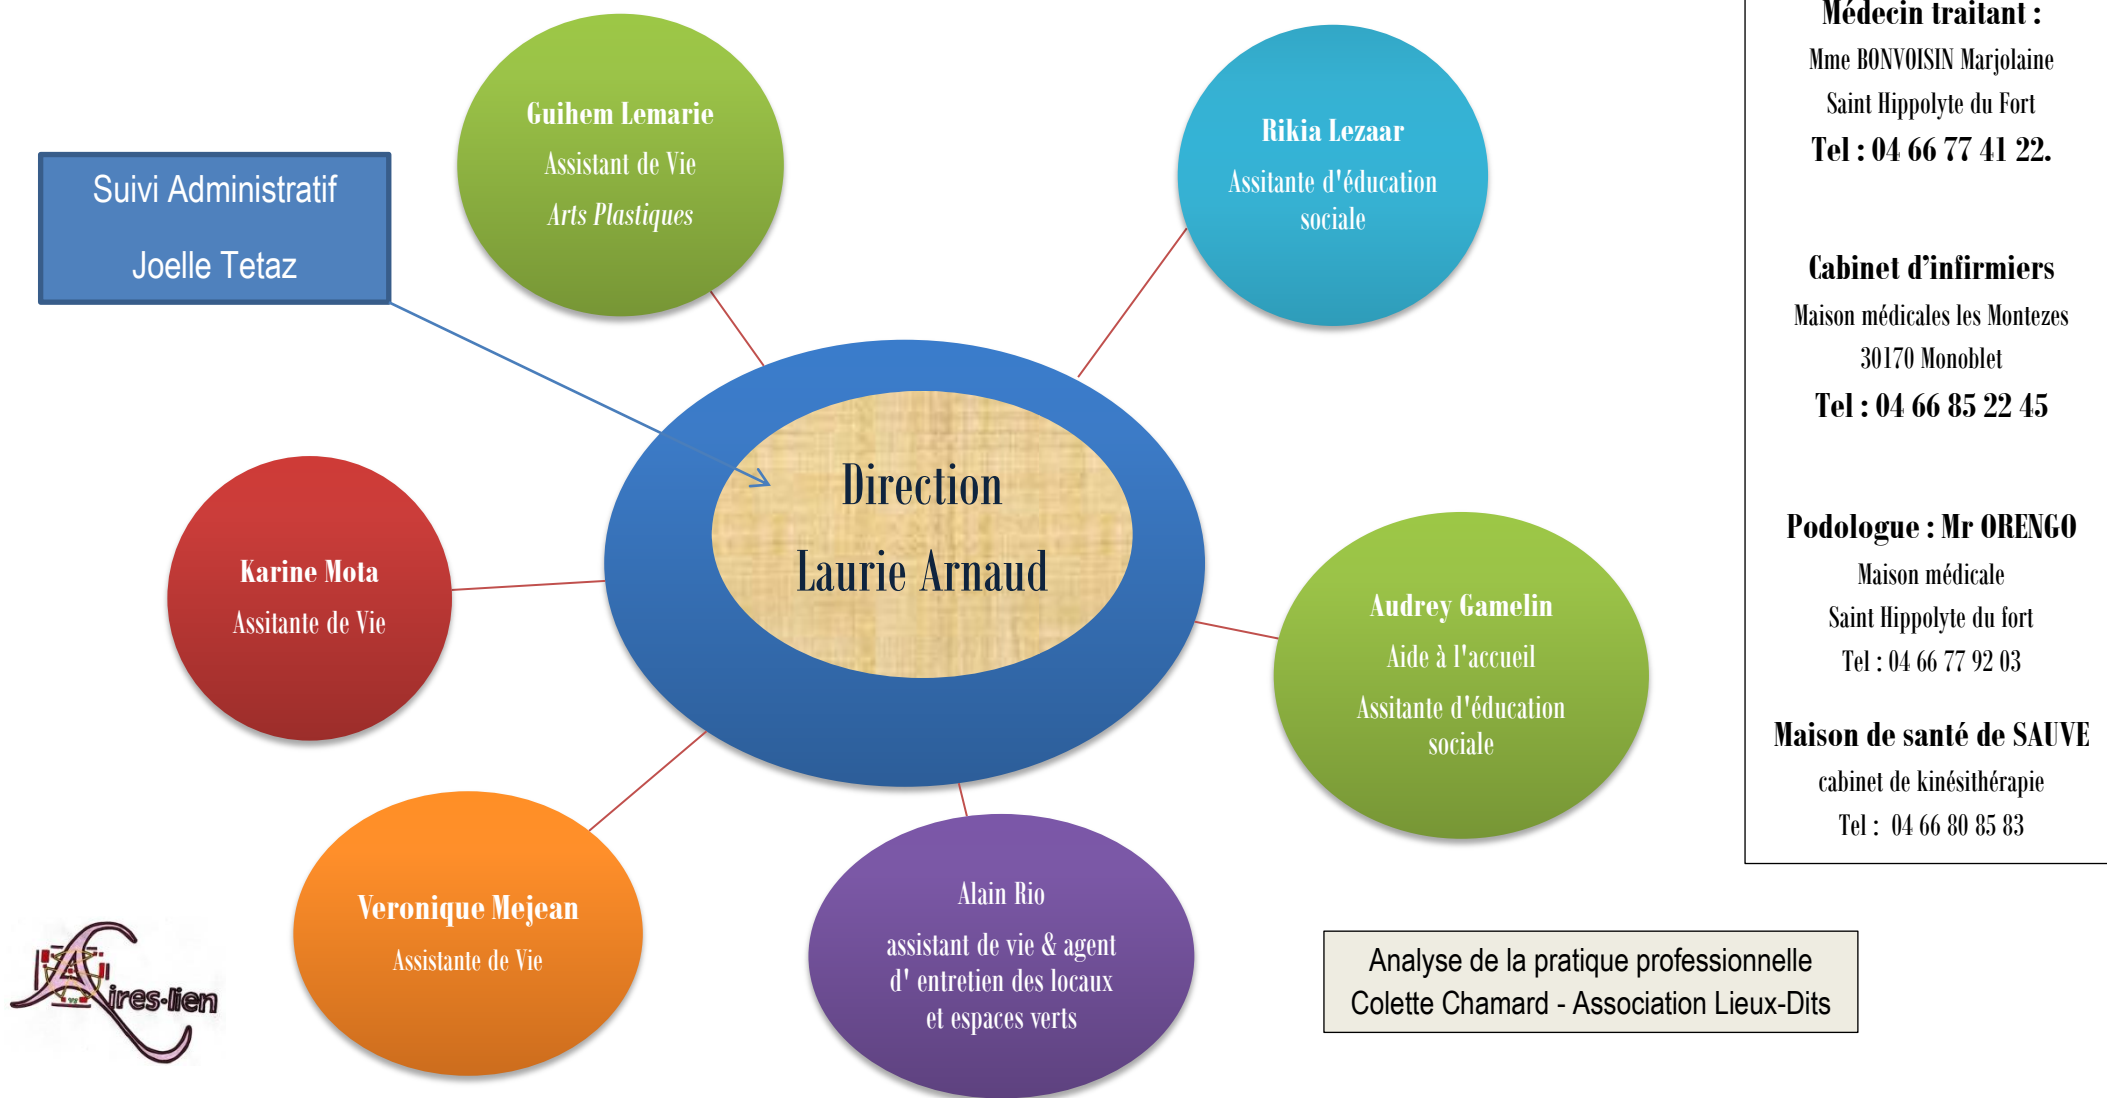 Suivi Administratif
Joelle Tetaz
Guihem Lemarie
Assistant de Vie
Arts Plastiques
Rikia Lezaar
Assitante d'éducation
sociale
Direction
Laurie Arnaud
Karine Mota
Assitante de Vie
Audrey Gamelin
Aide à l'accueil
Assitante d'éducation
sociale
Veronique Mejean
Assistante de Vie
Alain Rio
assistant de vie & agent
d' entretien des locaux
et espaces verts
Médecin traitant :
Mme BONVOISIN Marjolaine
Saint Hippolyte du Fort
Tel : 04 66 77 41 22.
Cabinet d’infirmiers
Maison médicales les Montezes
30170 Monoblet
Tel : 04 66 85 22 45
Podologue : Mr ORENGO
Maison médicale
Saint Hippolyte du fort
Tel : 04 66 77 92 03
Maison de santé de SAUVE
cabinet de kinésithérapie
Tel :  04 66 80 85 83
Analyse de la pratique professionnelle
Colette Chamard - Association Lieux-Dits
Aires-lien